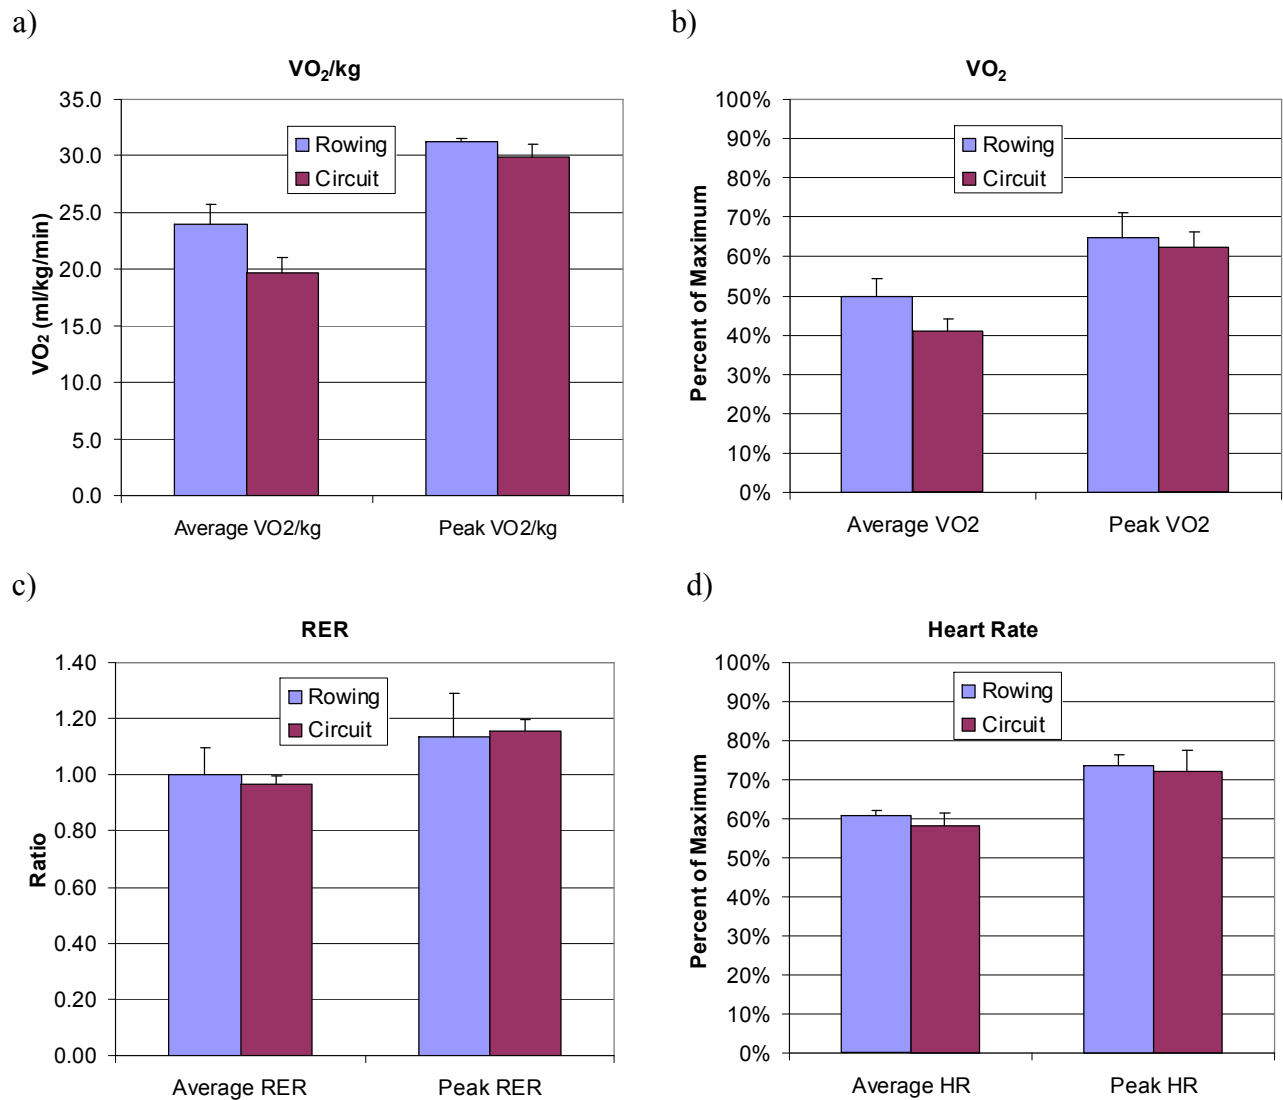 a)
VO₂/kg
VO₂ (ml/kg/min)
35.0
30.0
25.0
20.0
15.0
10.0
5.0
0.0
Rowing
Circuit
Average VO2/kg
Peak VO2/kg
b)
VO₂
Percent of Maximum
100%
90%
80%
70%
60%
50%
40%
30%
20%
10%
0%
Rowing
Circuit
Average VO2
Peak VO2
c)
RER
Ratio
1.40
1.20
1.00
0.80
0.60
0.40
0.20
0.00
Rowing
Circuit
Average RER
Peak RER
d)
Heart Rate
Percent of Maximum
100%
90%
80%
70%
60%
50%
40%
30%
20%
10%
0%
Rowing
Circuit
Average HR
Peak HR